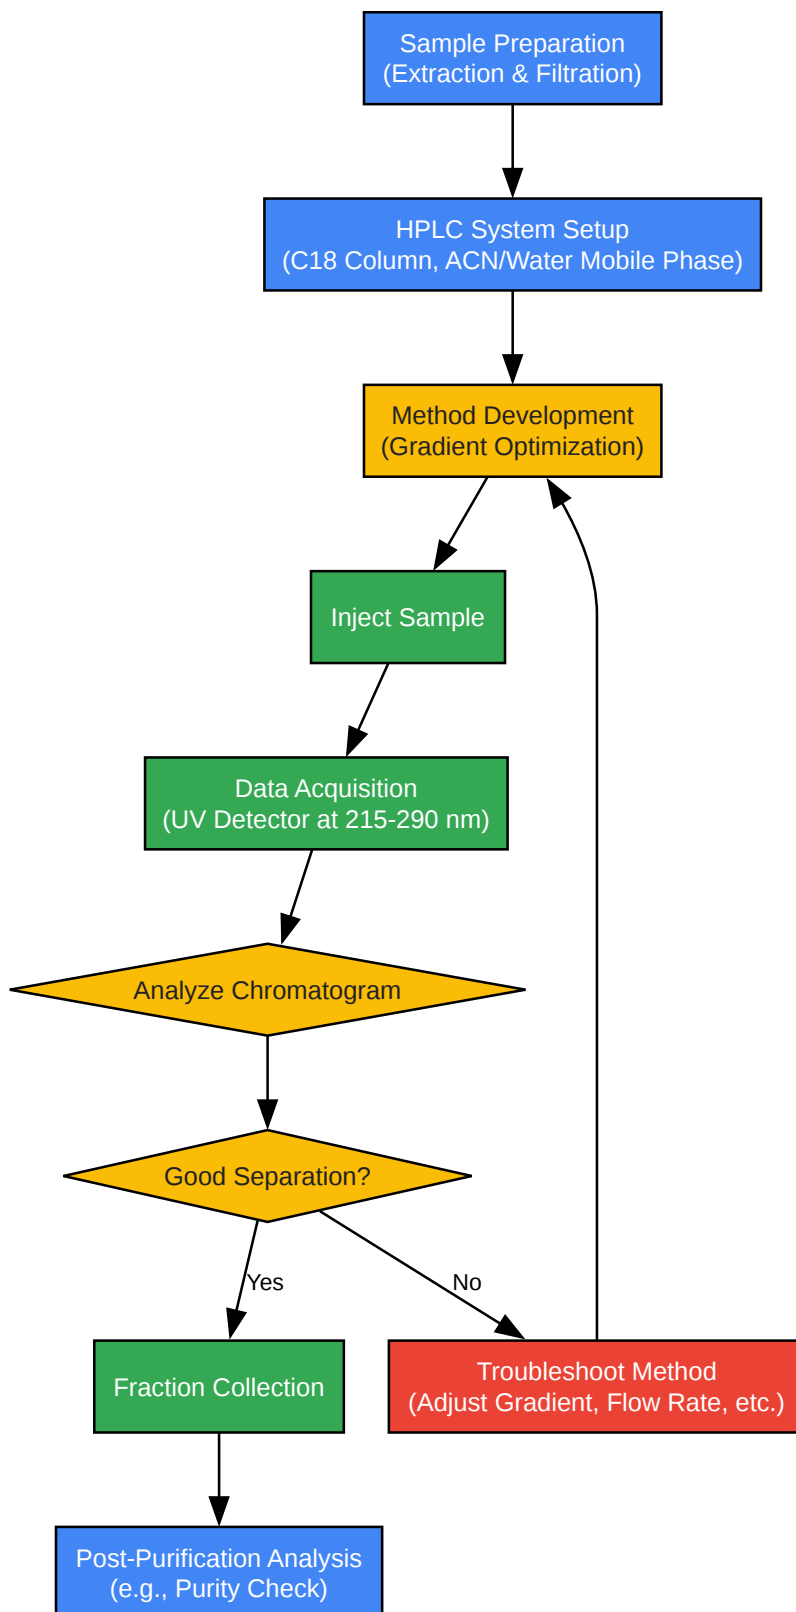 Sample Preparation
(Extraction & Filtration)
HPLC System Setup
(C18 Column, ACN/Water Mobile Phase)
Method Development
(Gradient Optimization)
Inject Sample
Data Acquisition
(UV Detector at 215-290 nm)
Analyze Chromatogram
Good Separation?
Yes
No
Fraction Collection
Troubleshoot Method
(Adjust Gradient, Flow Rate, etc.)
Post-Purification Analysis
(e.g., Purity Check)